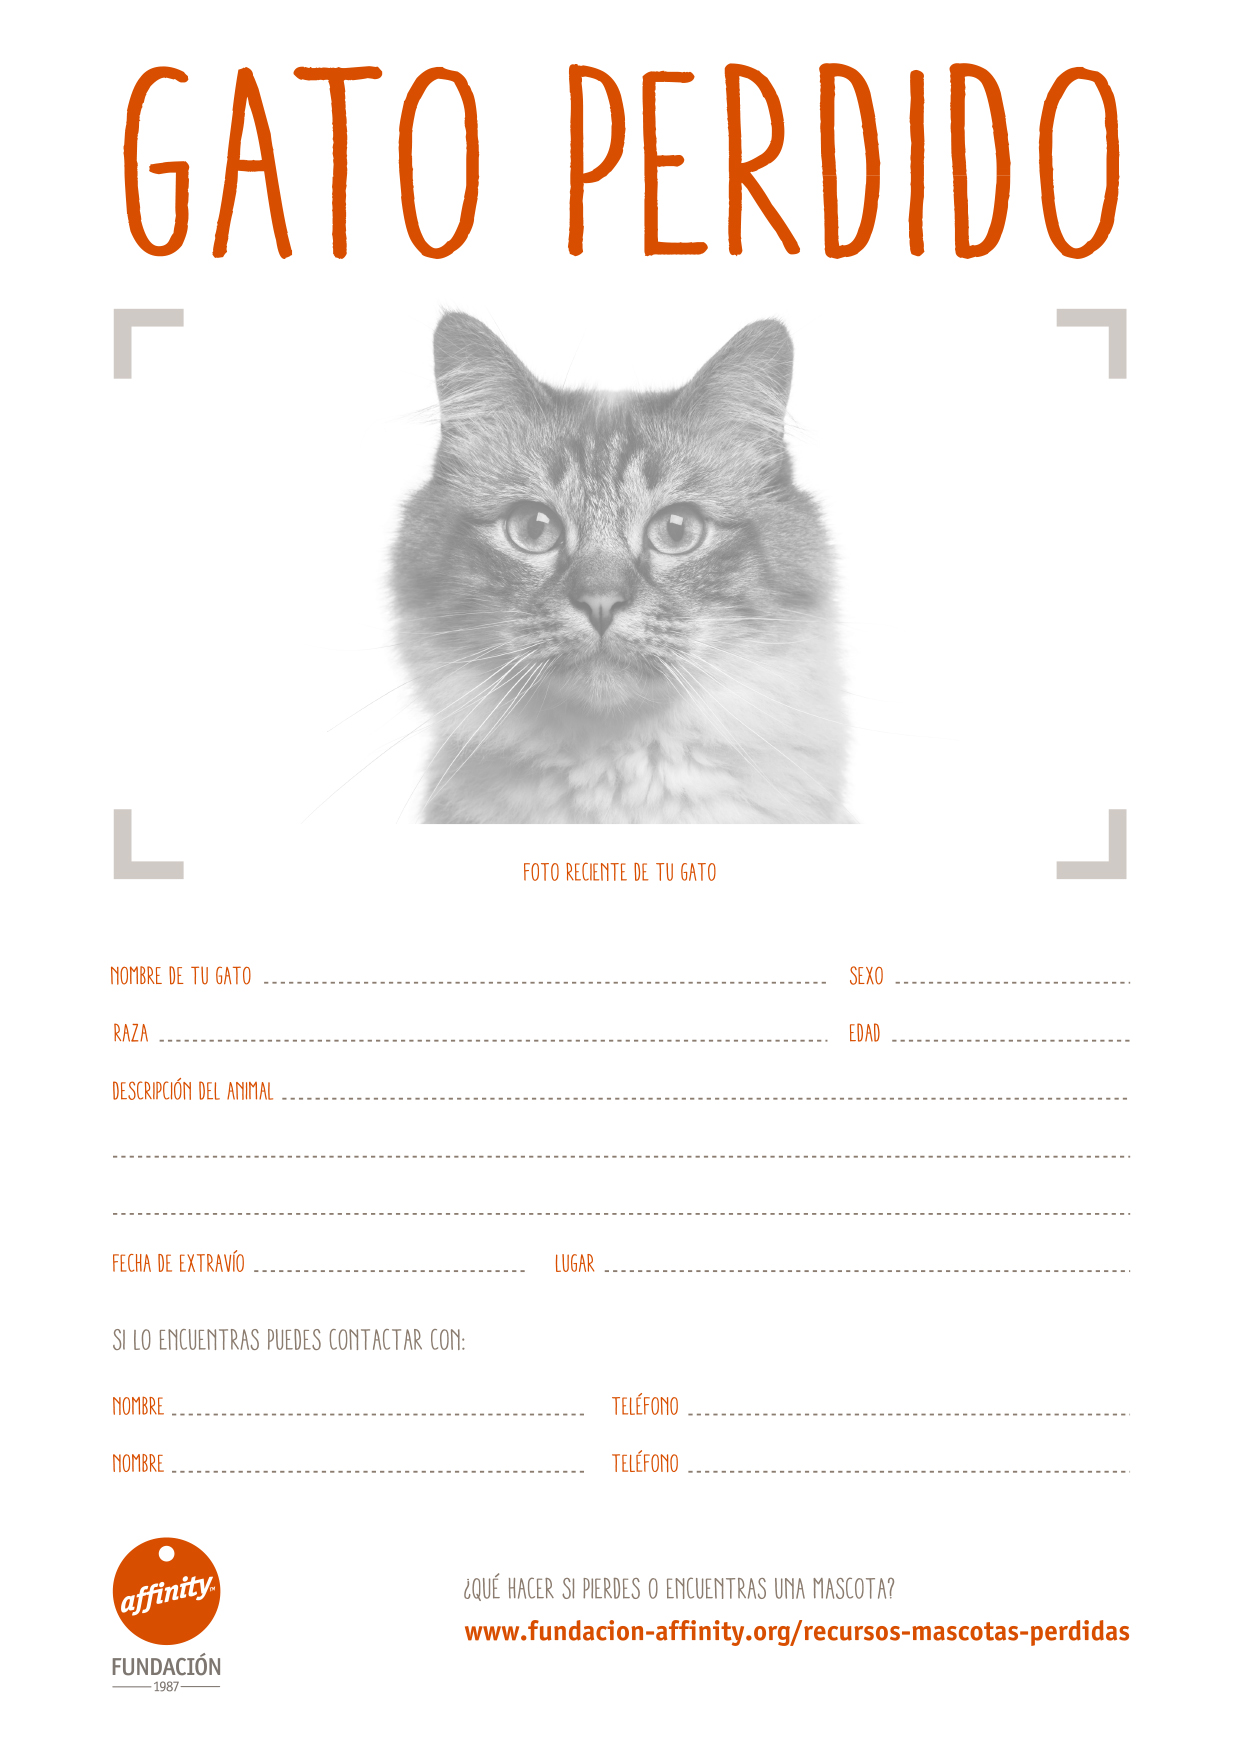 GATO PERDIDO
FOTO RECIENTE DE TU GATO
NOMBRE DE TU GATO SEXO
RAZA EDAD
DESCRIPCIÓN DEL ANIMAL
FECHA DE EXTRAVÍO LUGAR
SI LO ENCUENTRAS PUEDES CONTACTAR CON:
NOMBRE TELÉFONO
NOMBRE TELÉFONO
affinity™
FUNDACIÓN
1987
¿QUÉ HACER SI PIERDES O ENCUENTRAS UNA MASCOTA?
www.fundacion-affinity.org/recursos-mascotas-perdidas